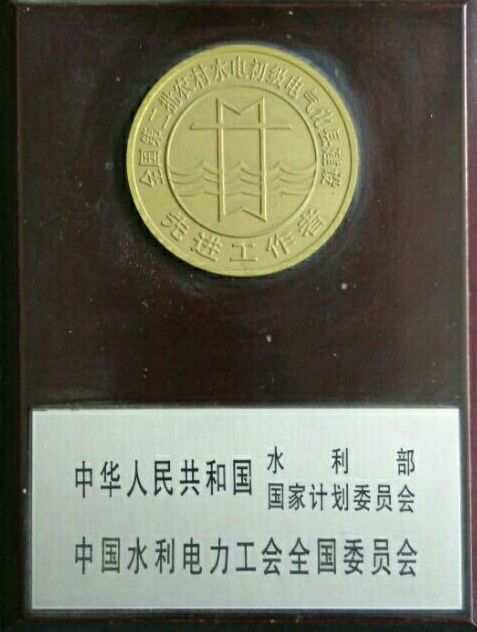 全国第二批农村水电初级电气化县建设
先进工作者
中华人民共和国 水利部
国家计划委员会
中国水利电力工会全国委员会